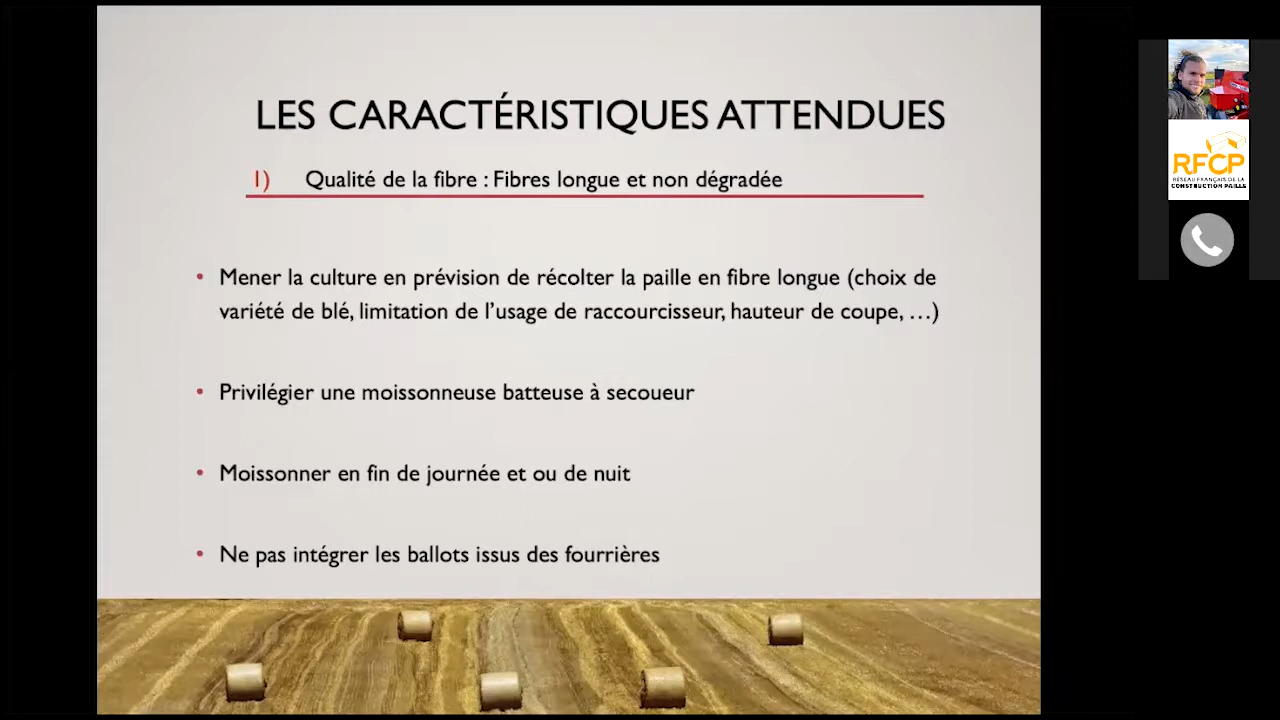 LES CARACTÉRISTIQUES ATTENDUES
1) Qualité de la fibre : Fibres longue et non dégradée
• Mener la culture en prévision de récolter la paille en fibre longue (choix de
variété de blé, limitation de l’usage de raccourcisseur, hauteur de coupe, …)
• Privilégier une moissonneuse batteuse à secoueur
• Moissonner en fin de journée et ou de nuit
• Ne pas intégrer les ballots issus des fourrières
RFCP
RÉSEAU FRANÇAIS DE LA
CONSTRUCTION PAILLE